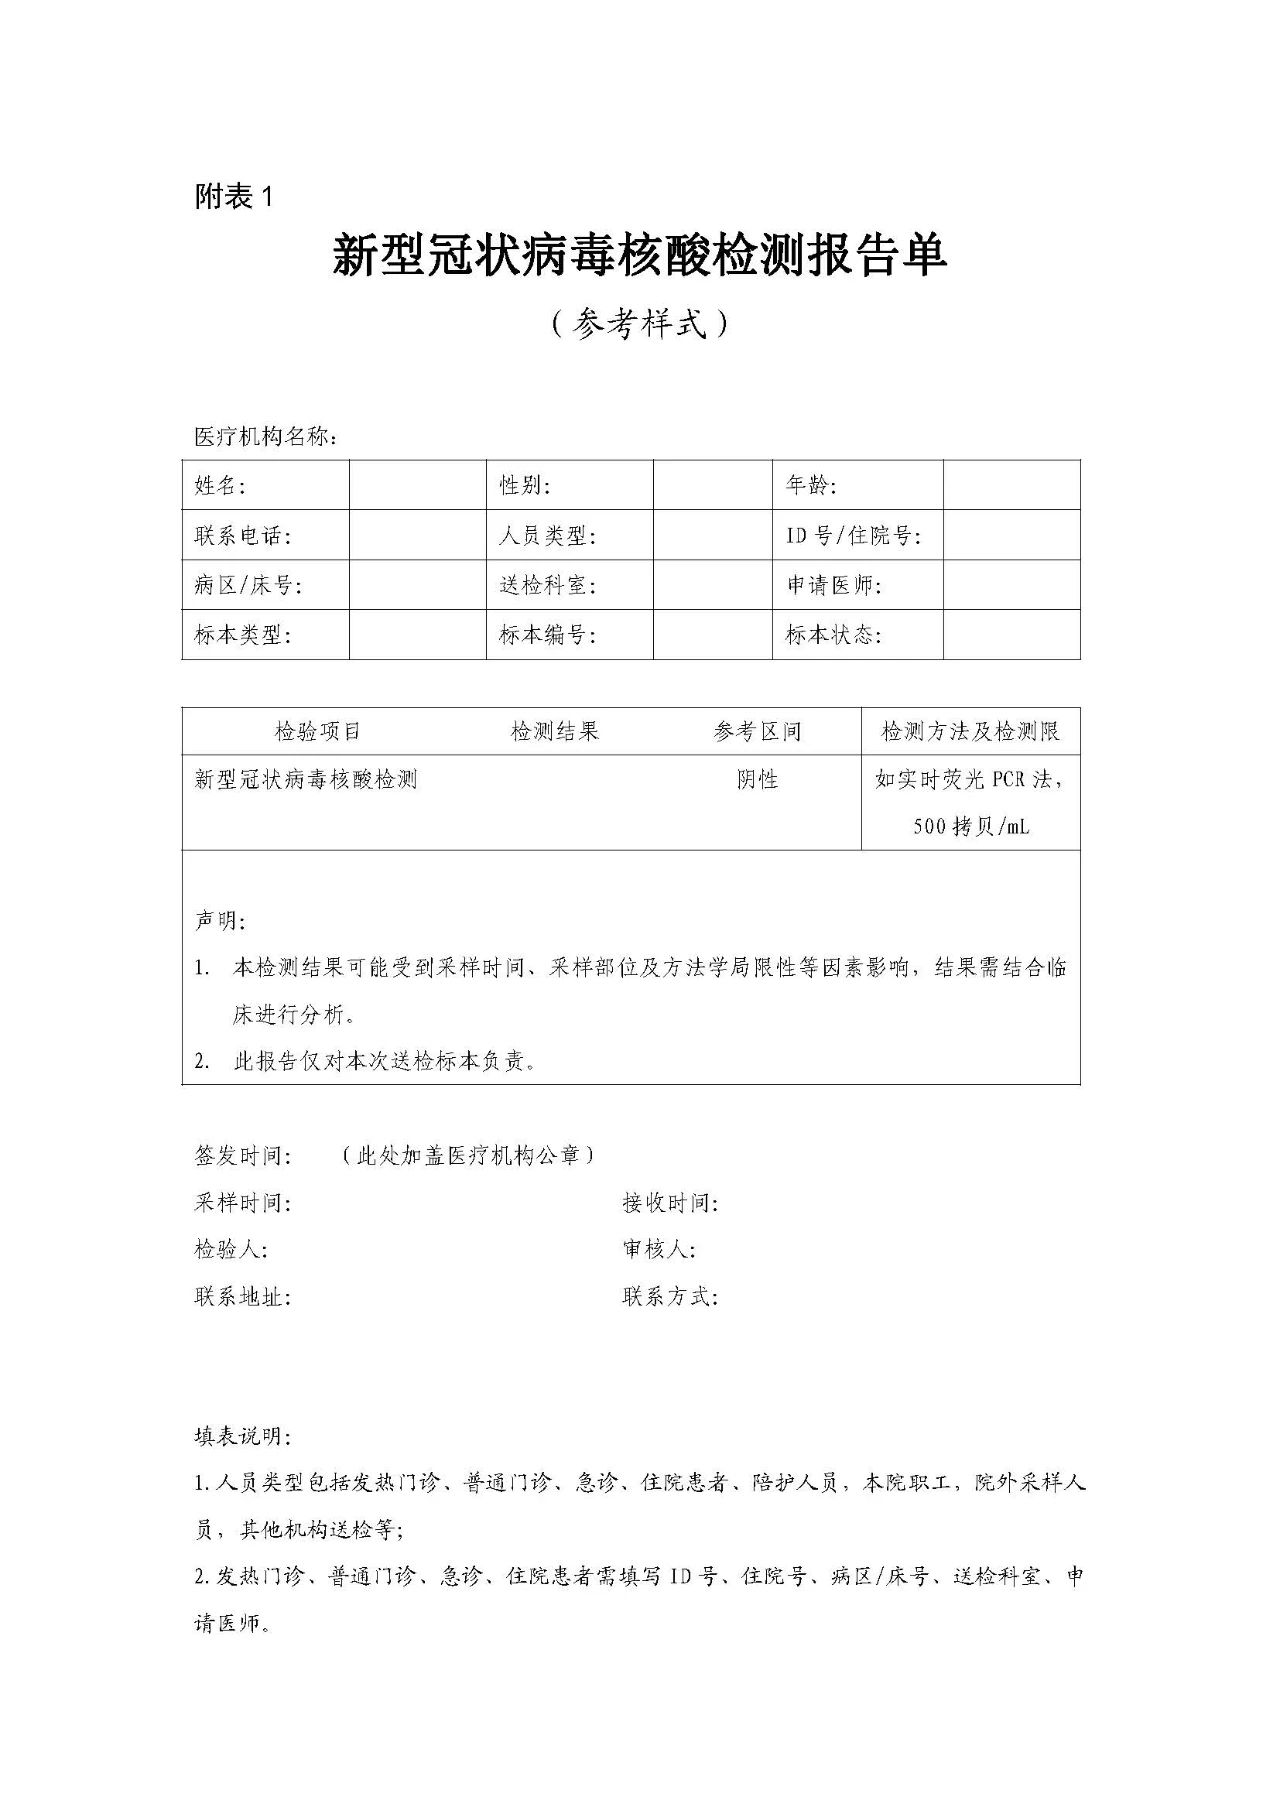 附表 1
新型冠状病毒核酸检测报告单
（参考样式）
医疗机构名称：
姓名： 性别： 年龄：
联系电话： 人员类型： ID 号/住院号：
病区/床号： 送检科室： 申请医师：
标本类型： 标本编号： 标本状态：
检验项目 检测结果 参考区间 检测方法及检测限
新型冠状病毒核酸检测 阴性 如实时荧光 PCR 法，
500 拷贝/mL
声明：
1. 本检测结果可能受到采样时间、采样部位及方法学局限性等因素影响，结果需结合临
床进行分析。
2. 此报告仅对本次送检标本负责。
签发时间： （此处加盖医疗机构公章）
采样时间： 接收时间：
检验人： 审核人：
联系地址： 联系方式：
填表说明：
1.人员类型包括发热门诊、普通门诊、急诊、住院患者、陪护人员，本院职工，院外采样人
员，其他机构送检等；
2.发热门诊、普通门诊、急诊、住院患者需填写 ID 号、住院号、病区/床号、送检科室、申
请医师。